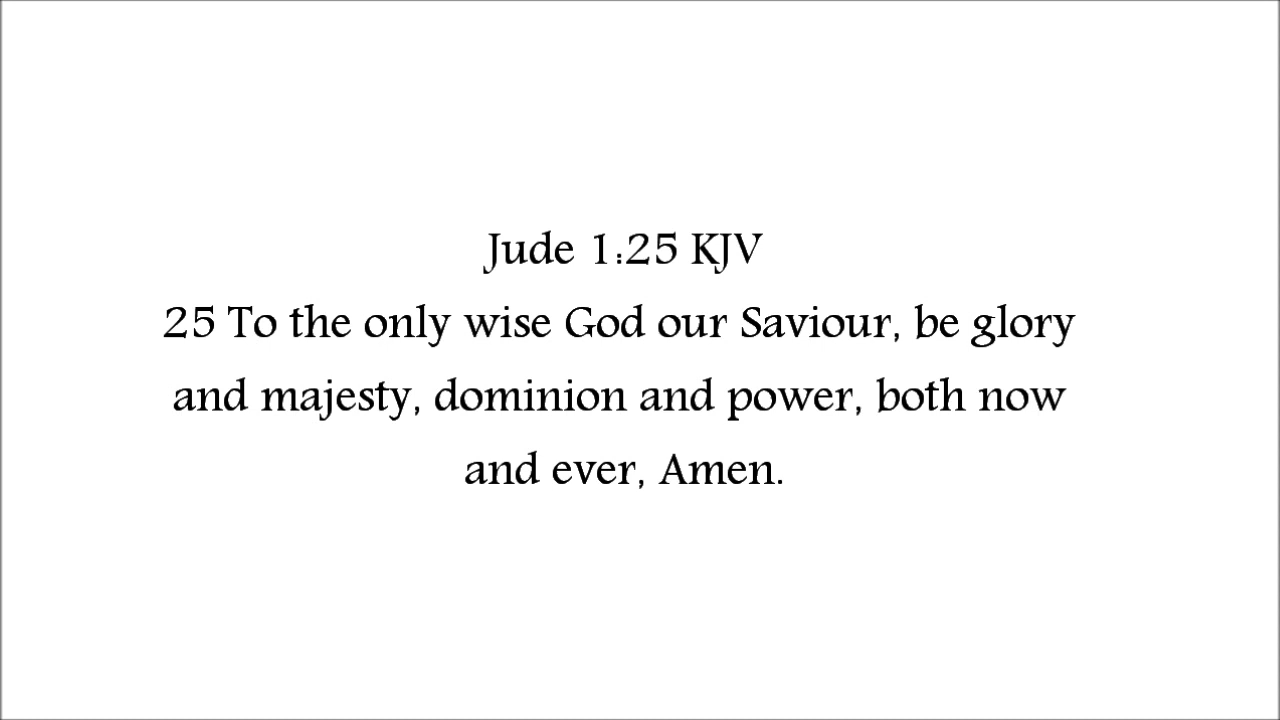 Jude 1:25 KJV
25 To the only wise God our Saviour, be glory
and majesty, dominion and power, both now
and ever, Amen.